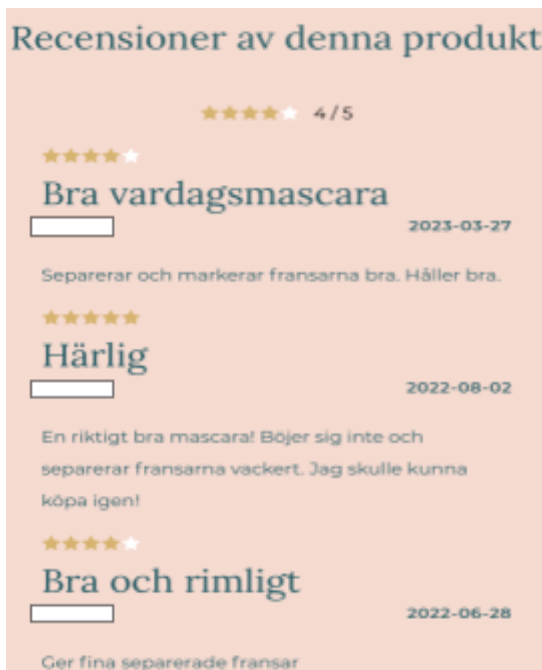 Recensioner av denna produkt
4/5
Bra vardagsmascara
2023-03-27
Separerar och markerar fransarna bra. Håller bra.
Härlig
2022-08-02
En riktigt bra mascara! Böjer sig inte och
separerar fransarna vackert. Jag skulle kunna
köpa igen!
Bra och rimligt
2022-06-28
Ger fina separerade fransar